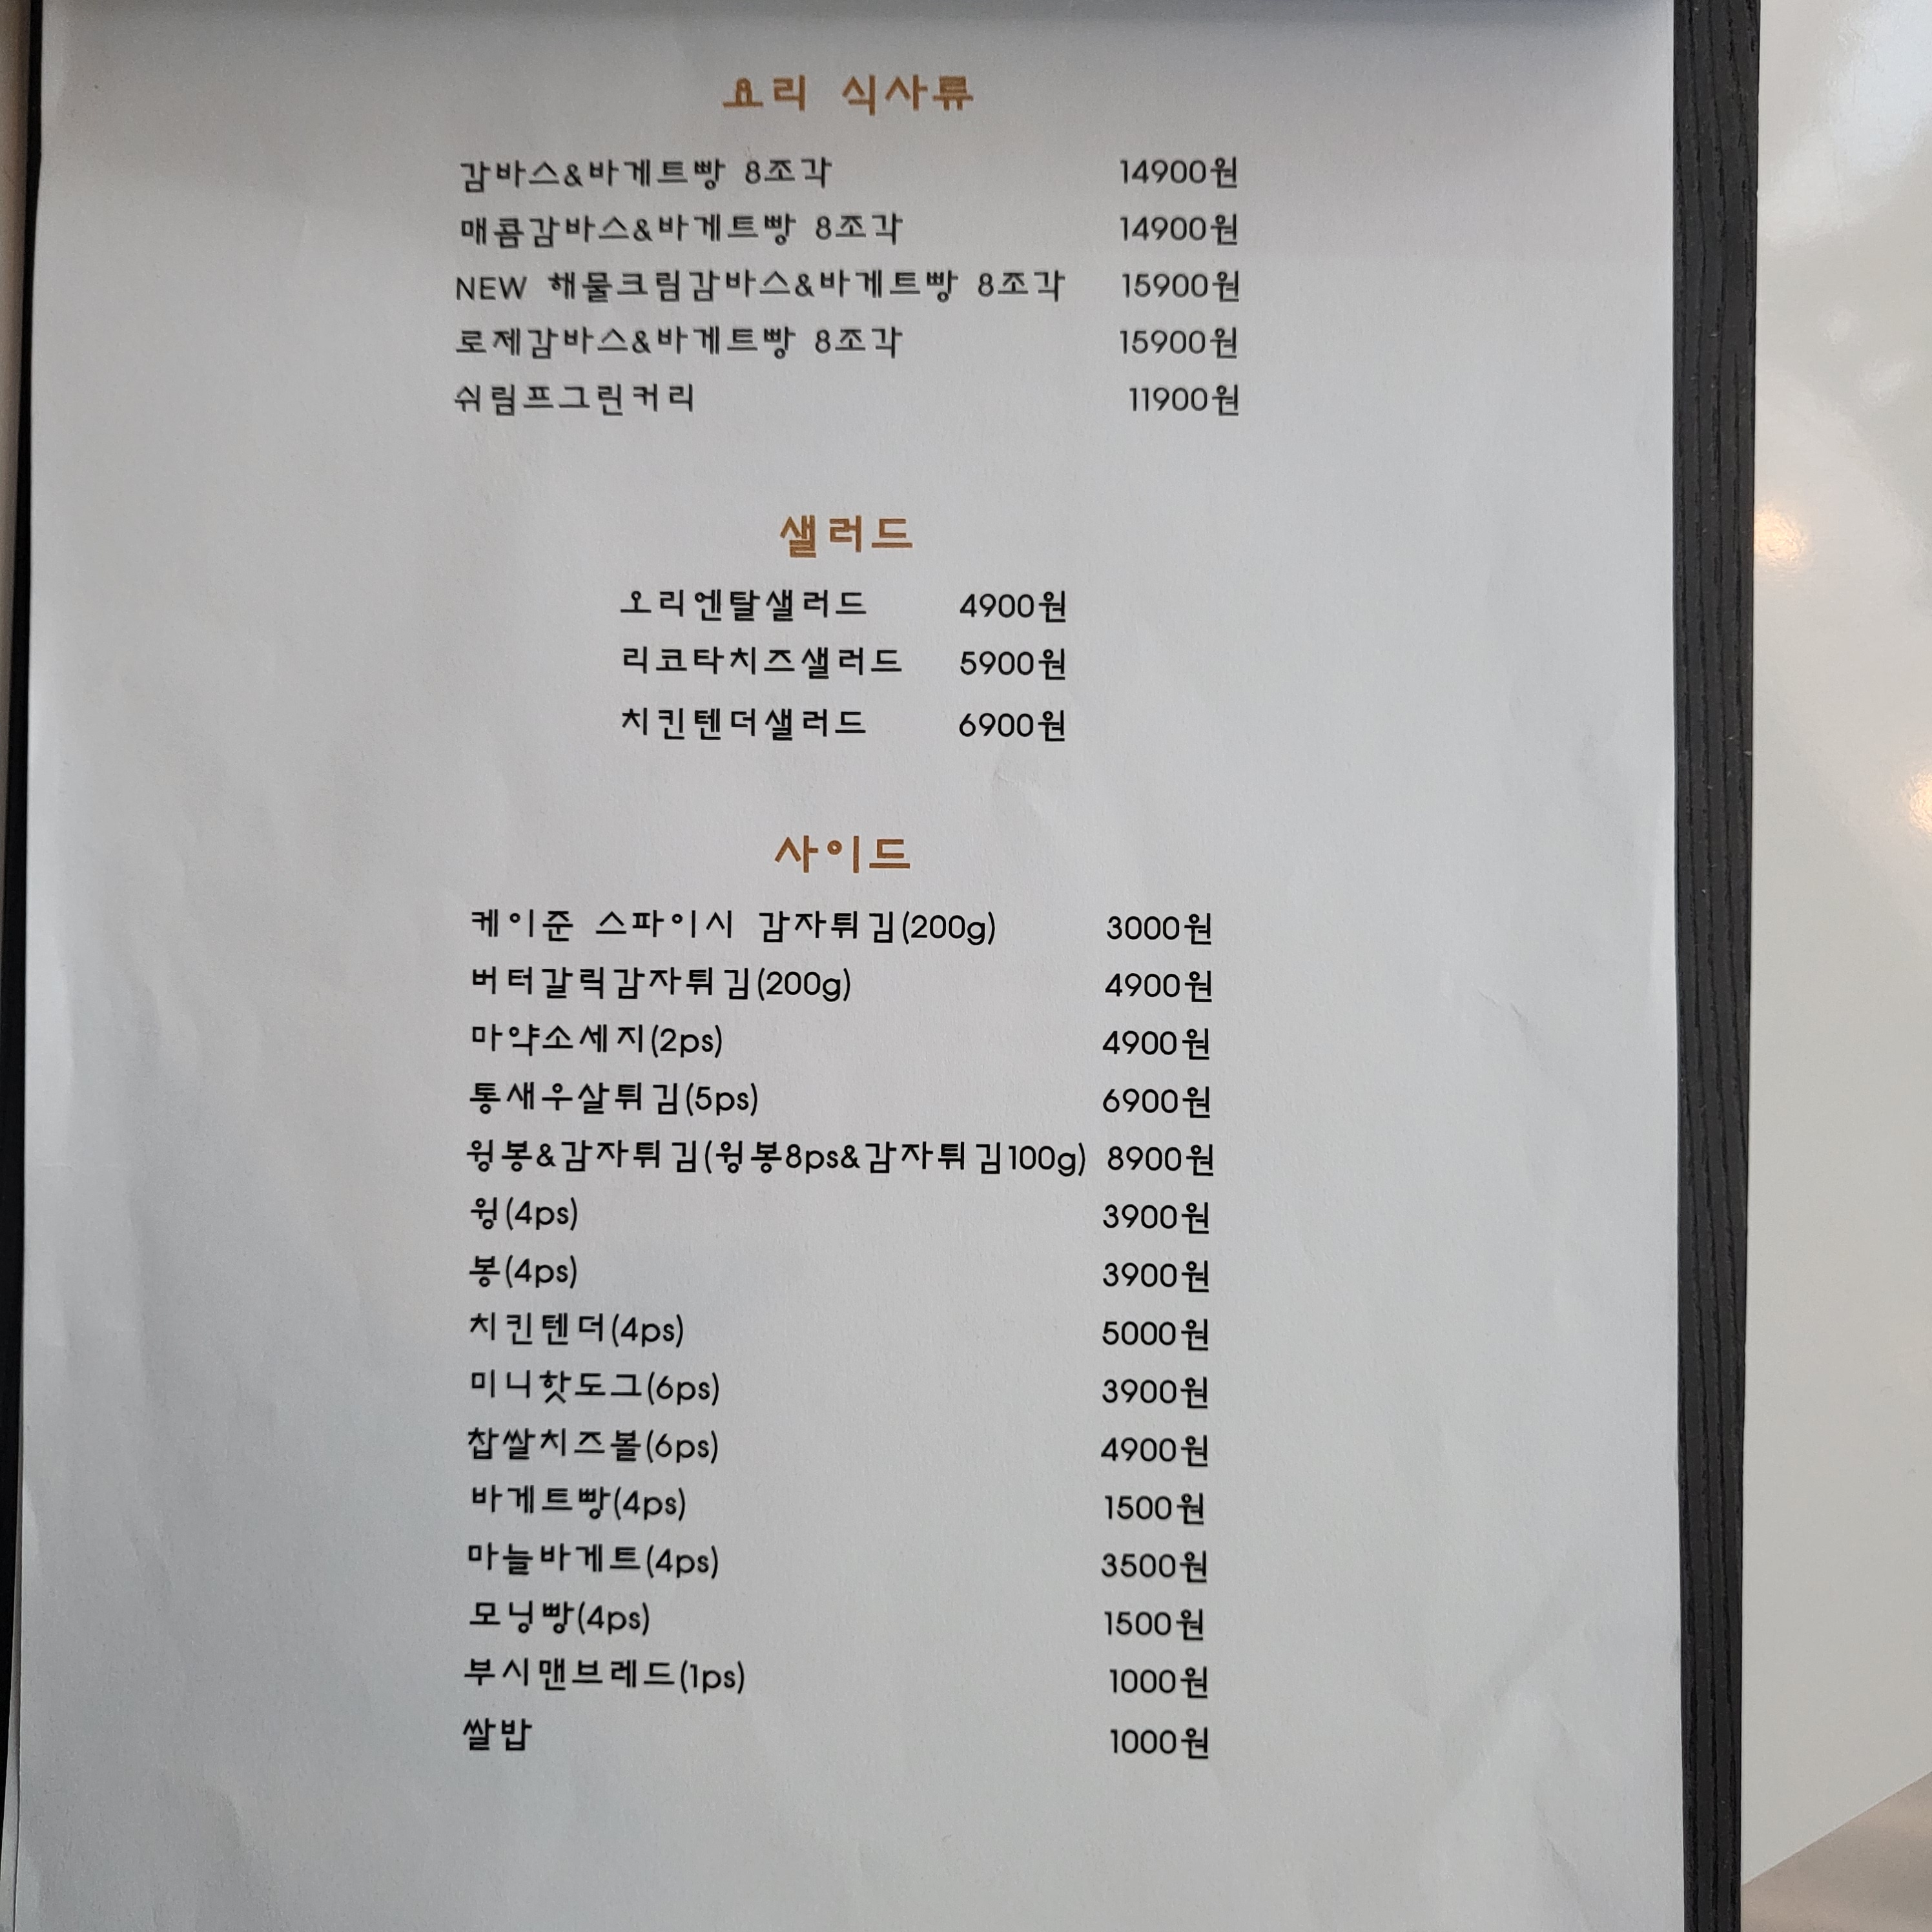 요리 식사류
감바스&바게트빵 8조각 14900원
매콤감바스&바게트빵 8조각 14900원
NEW 해물크림감바스&바게트빵 8조각 15900원
로제감바스&바게트빵 8조각 15900원
쉬림프그린커리 11900원
샐러드
오리엔탈샐러드 4900원
리코타치즈샐러드 5900원
치킨텐더샐러드 6900원
사이드
케이준 스파이시 감자튀김(200g) 3000원
버터갈릭감자튀김(200g) 4900원
마약소세지(2ps) 4900원
통새우살튀김(5ps) 6900원
윙봉&감자튀김(윙봉8ps&감자튀김100g) 8900원
윙(4ps) 3900원
봉(4ps) 3900원
치킨텐더(4ps) 5000원
미니핫도그(6ps) 3900원
찹쌀치즈볼(6ps) 4900원
바게트빵(4ps) 1500원
마늘바게트(4ps) 3500원
모닝빵(4ps) 1500원
부시맨브레드(1ps) 1000원
쌀밥 1000원